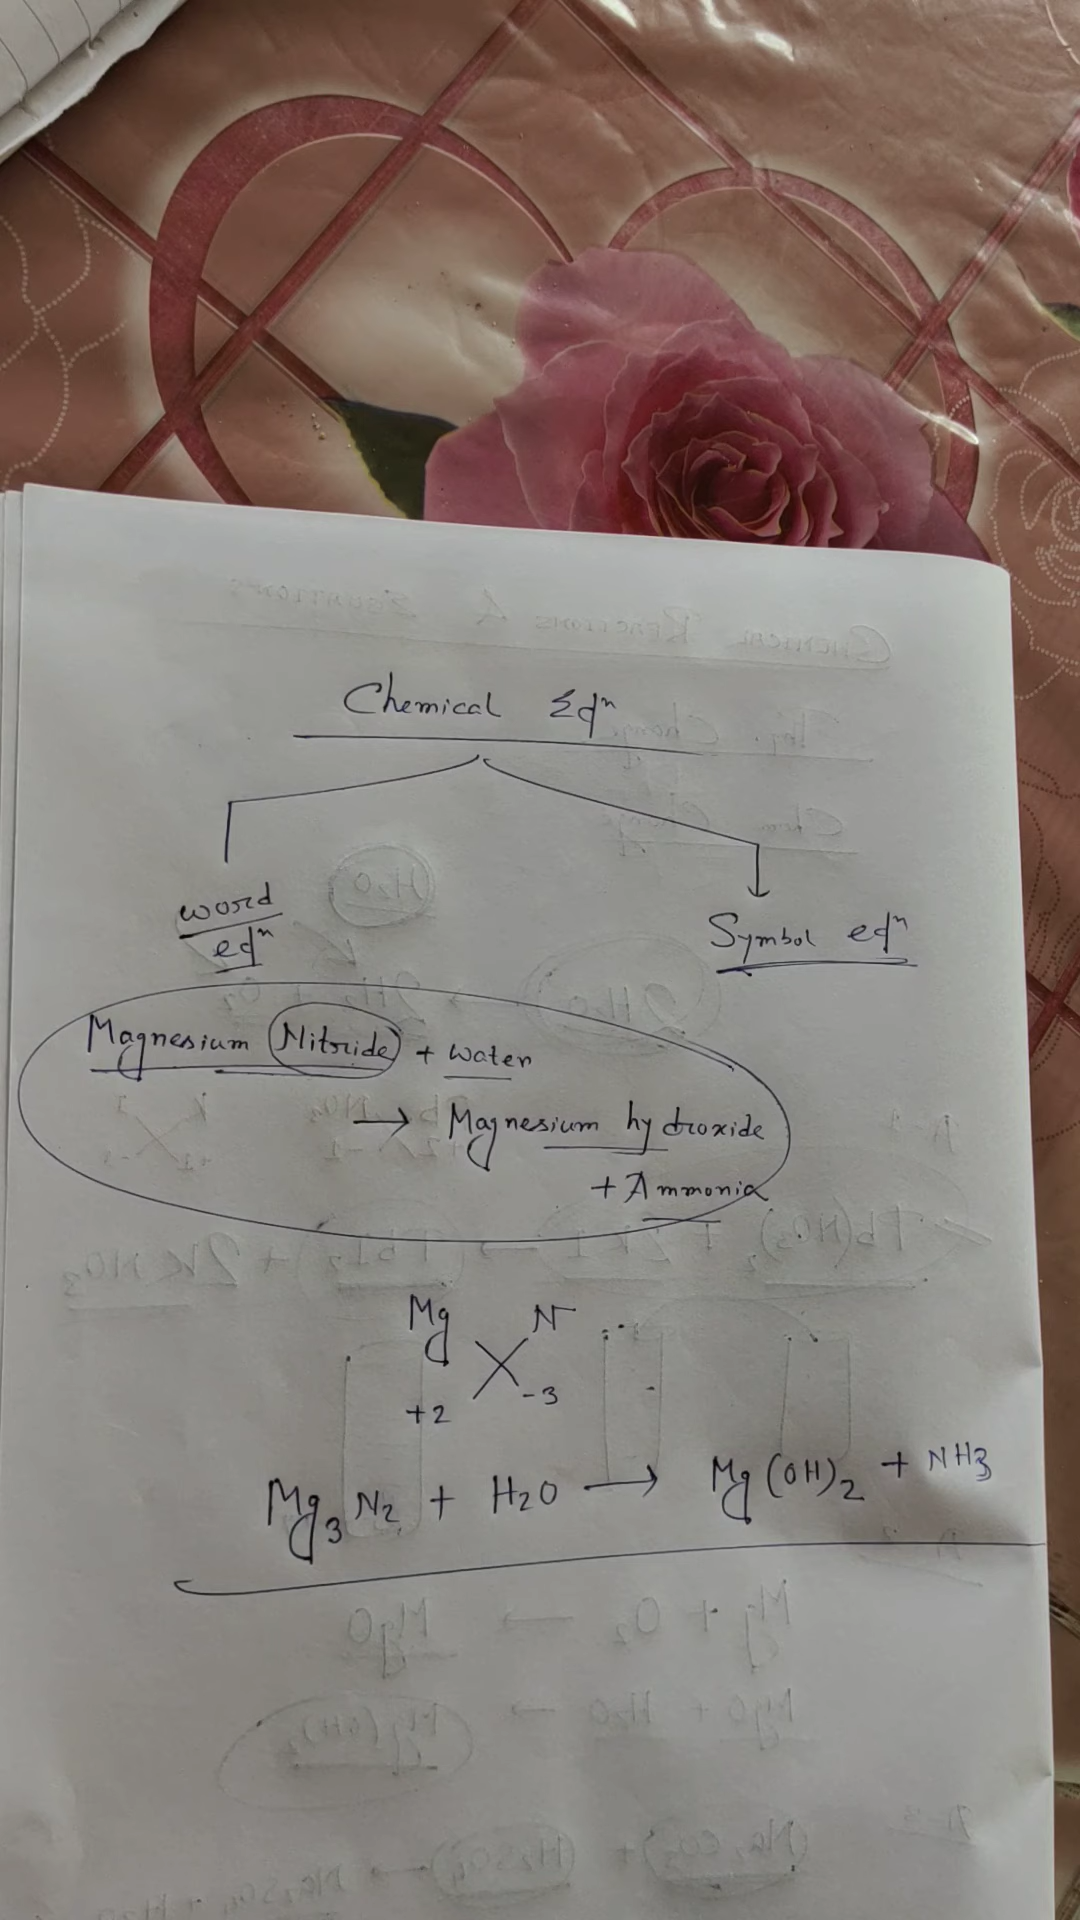 Chemical Eqⁿ
word
eqⁿ
Symbol eqⁿ
Magnesium Nitride + water
→ Magnesium hydroxide
+ Ammonia
Mg N
+2 -3
Mg₃N₂ + H₂O → Mg(OH)₂ + NH₃